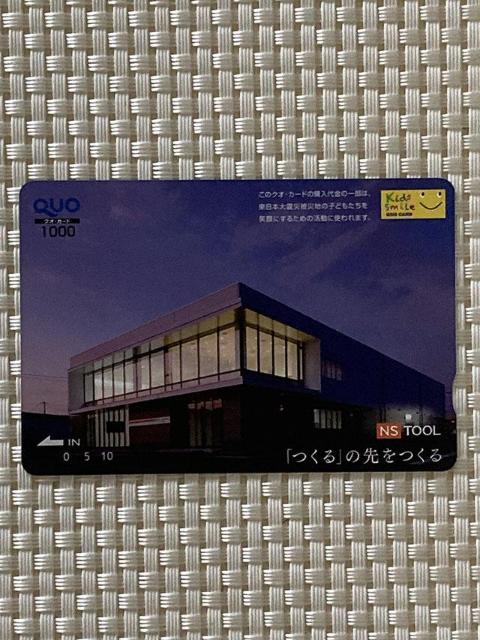 QUO
クオ・カード
1000
このクオ・カードの購入代金の一部は、
東日本大震災被災地の子どもたちを
笑顔にするための活動に使われます。
Kids
Smile
QUO CARD
NS TOOL
「つくる」の先をつくる
IN
0 5 10